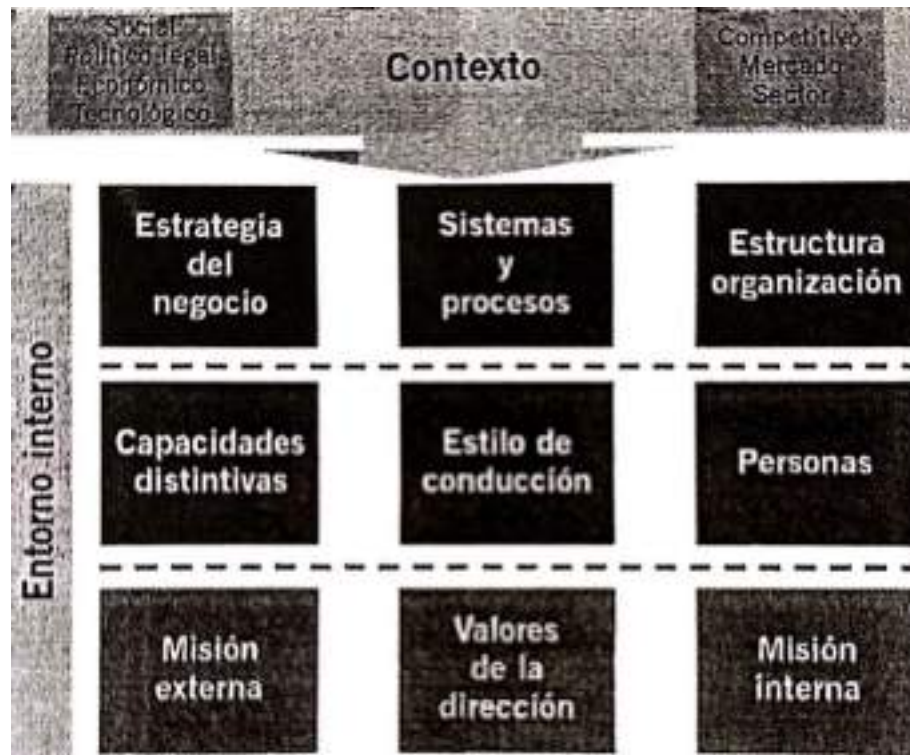 Social
Político-legal
Económico
Tecnológico
Contexto
Competitivo
Mercado
Sector
Entorno interno
Estrategia
del
negocio
Sistemas
y
procesos
Estructura
organización
Capacidades
distintivas
Estilo de
conducción
Personas
Misión
externa
Valores
de la
dirección
Misión
interna